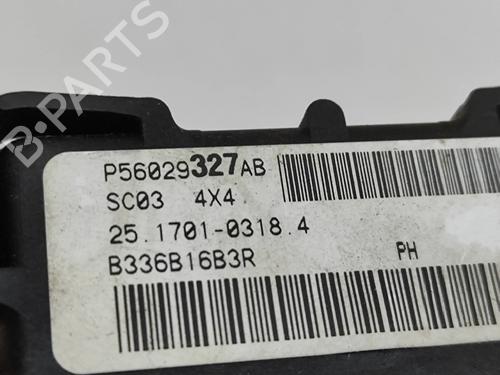 B-PARTS
P56029327AB
SC03 4X4
25.1701-0318.4
B336B16B3R PH